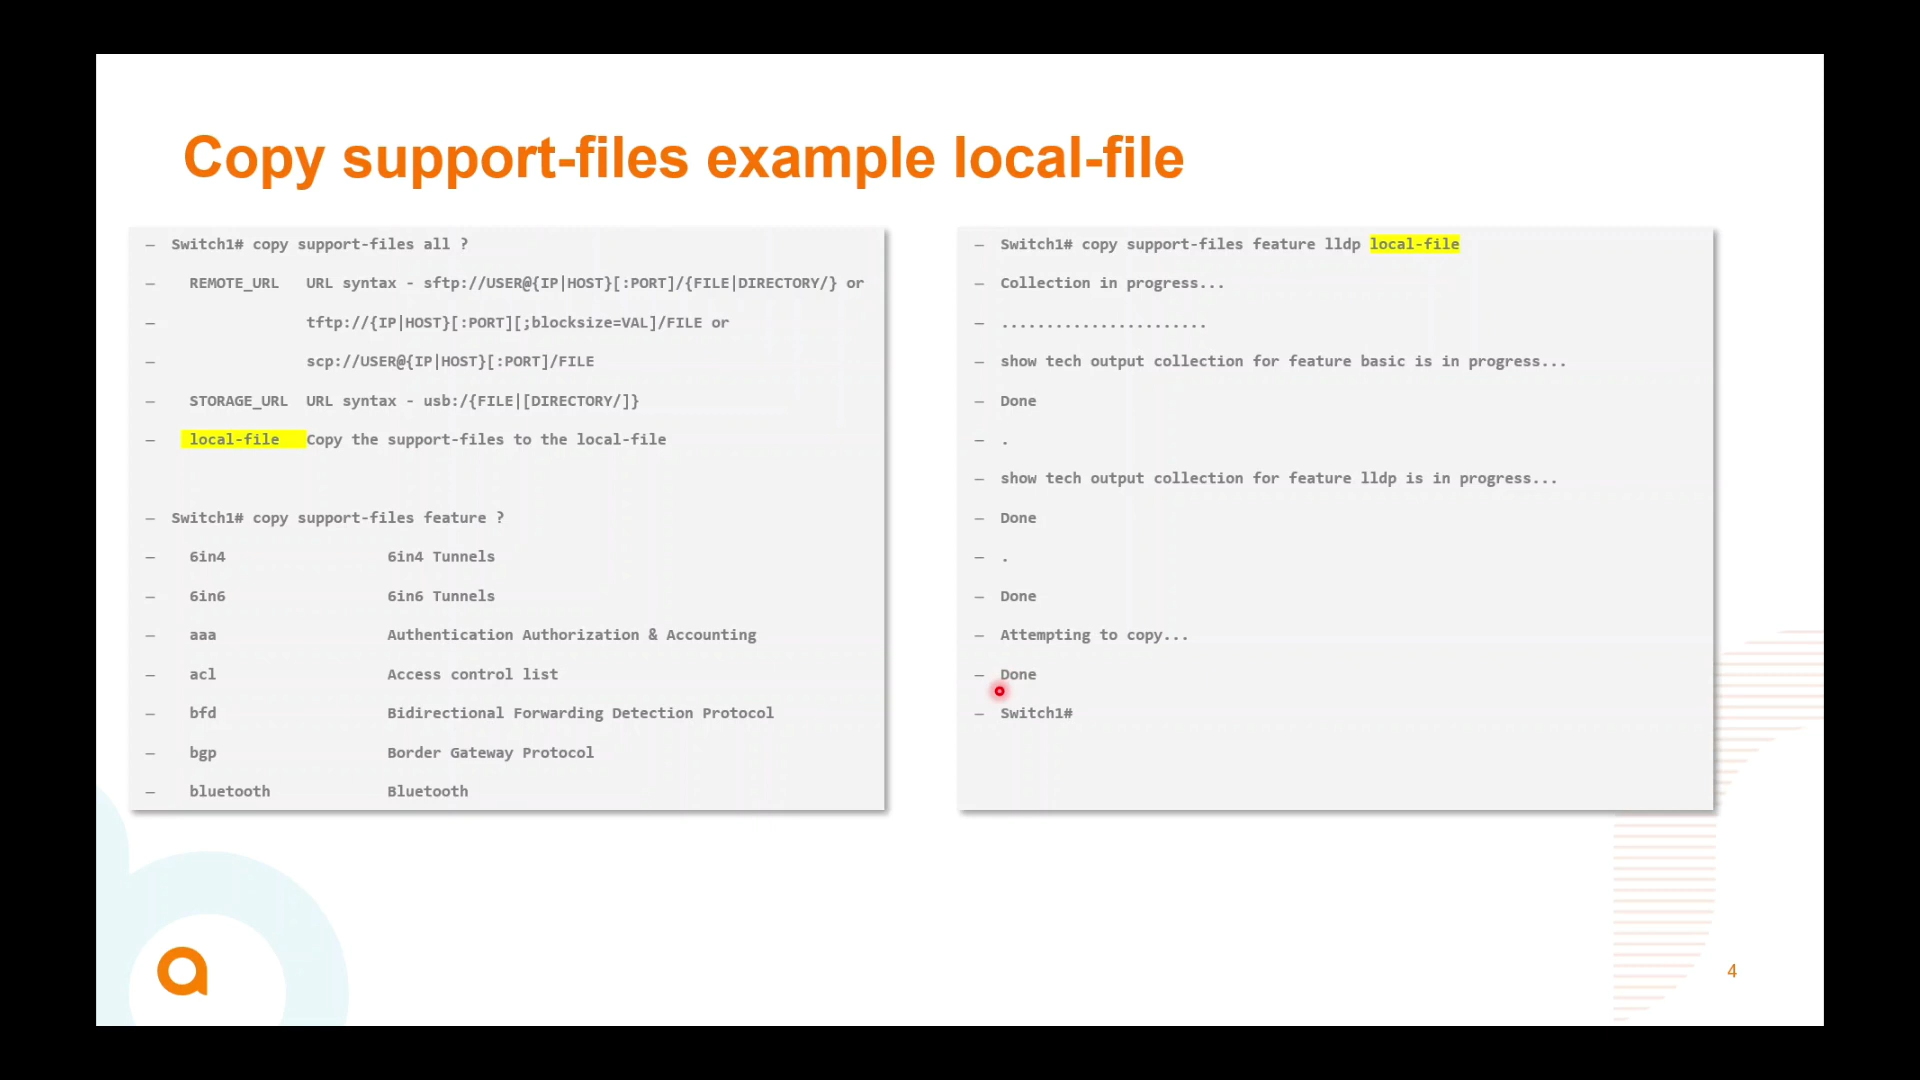 Copy support-files example local-file
– Switch1# copy support-files all ?
– REMOTE_URL URL syntax - sftp://USER@{IP|HOST}[:PORT]/{FILE|DIRECTORY/} or
– tftp://{IP|HOST}[:PORT][;blocksize=VAL]/FILE or
– scp://USER@{IP|HOST}[:PORT]/FILE
– STORAGE_URL URL syntax - usb:/{FILE|[DIRECTORY/]}
– local-file Copy the support-files to the local-file
– Switch1# copy support-files feature ?
– 6in4 6in4 Tunnels
– 6in6 6in6 Tunnels
– aaa Authentication Authorization & Accounting
– acl Access control list
– bfd Bidirectional Forwarding Detection Protocol
– bgp Border Gateway Protocol
– bluetooth Bluetooth
– Switch1# copy support-files feature lldp local-file
– Collection in progress...
– .......................
– show tech output collection for feature basic is in progress...
– Done
– .
– show tech output collection for feature lldp is in progress...
– Done
– .
– Done
– Attempting to copy...
– Done
– Switch1#
4